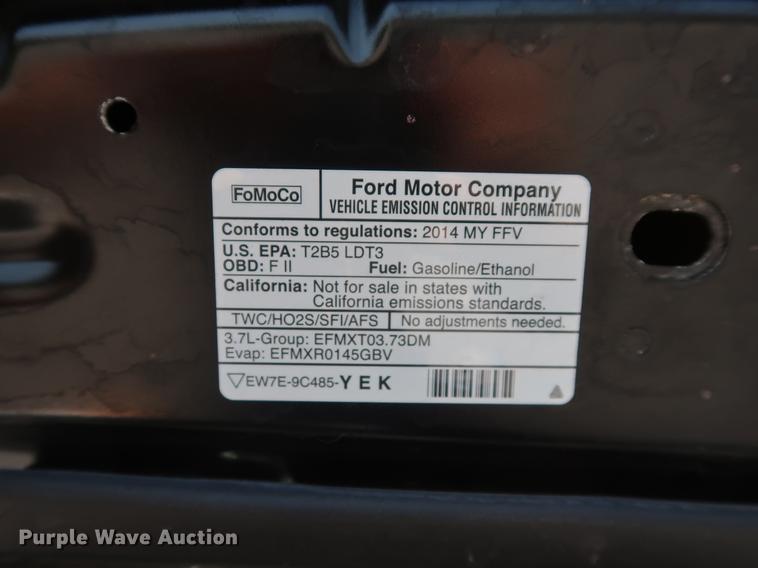 FoMoCo
Ford Motor Company
VEHICLE EMISSION CONTROL INFORMATION
Conforms to regulations: 2014 MY FFV
U.S. EPA: T2B5 LDT3
OBD: F II Fuel: Gasoline/Ethanol
California: Not for sale in states with
California emissions standards.
TWC/HO2S/SFI/AFS No adjustments needed.
3.7L-Group: EFMXT03.73DM
Evap: EFMXR0145GBV
EW7E-9C485-YEK
Purple Wave Auction